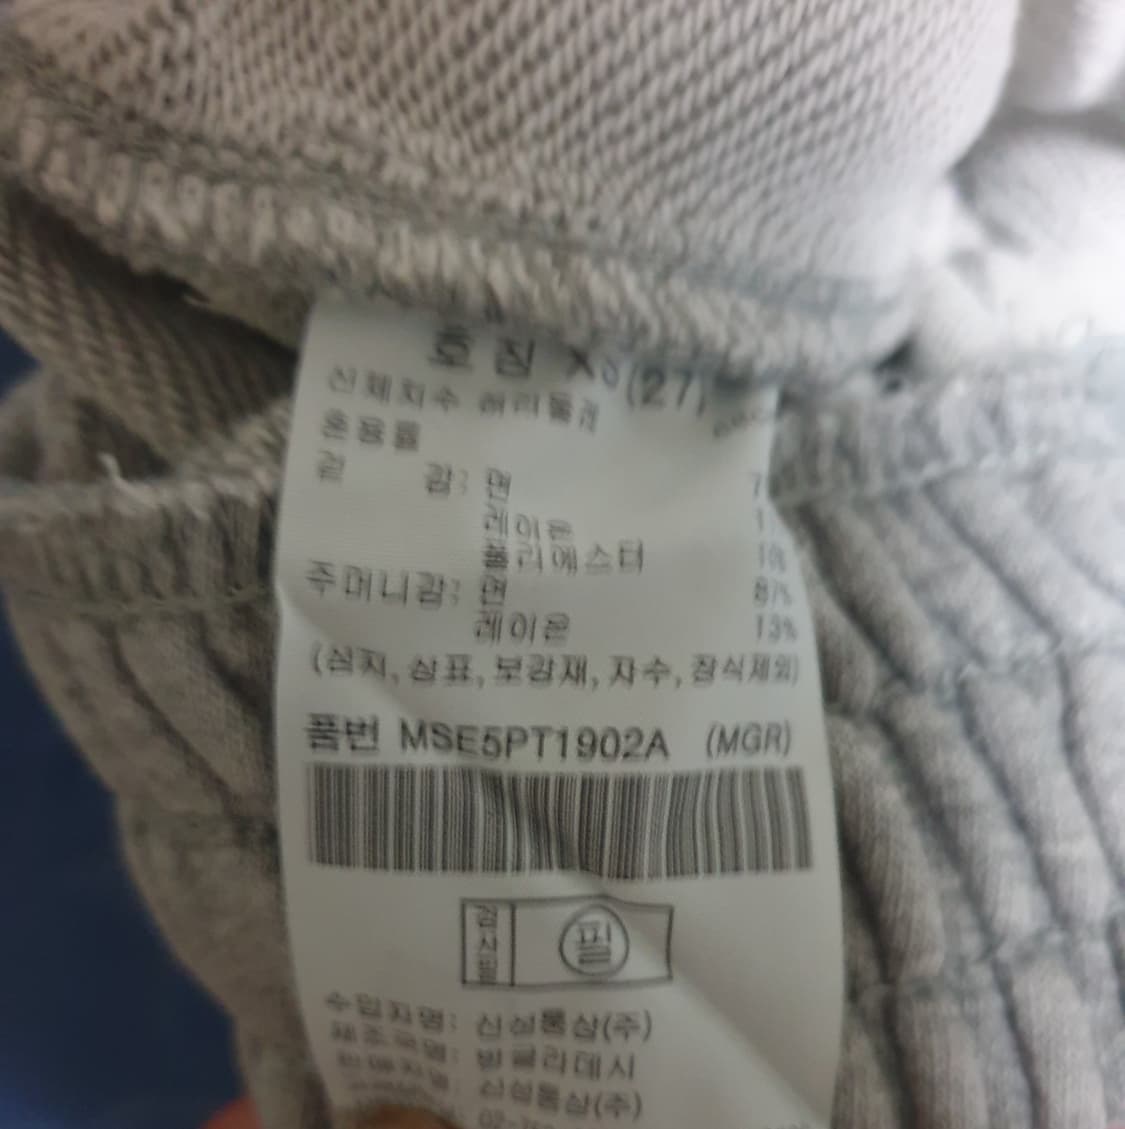 호칭 XS(27)
신체치수 허리둘레
혼용률
겉감: 면
레이온
폴리에스터
주머니감: 면 87%
레이온 13%
(심지, 상표, 보강재, 자수, 장식제외)
품번 MSE5PT1902A (MGR)
검사필 필
수입자명: 신성통상(주)
제조국명: 방글라데시
판매자명: 신성통상(주)